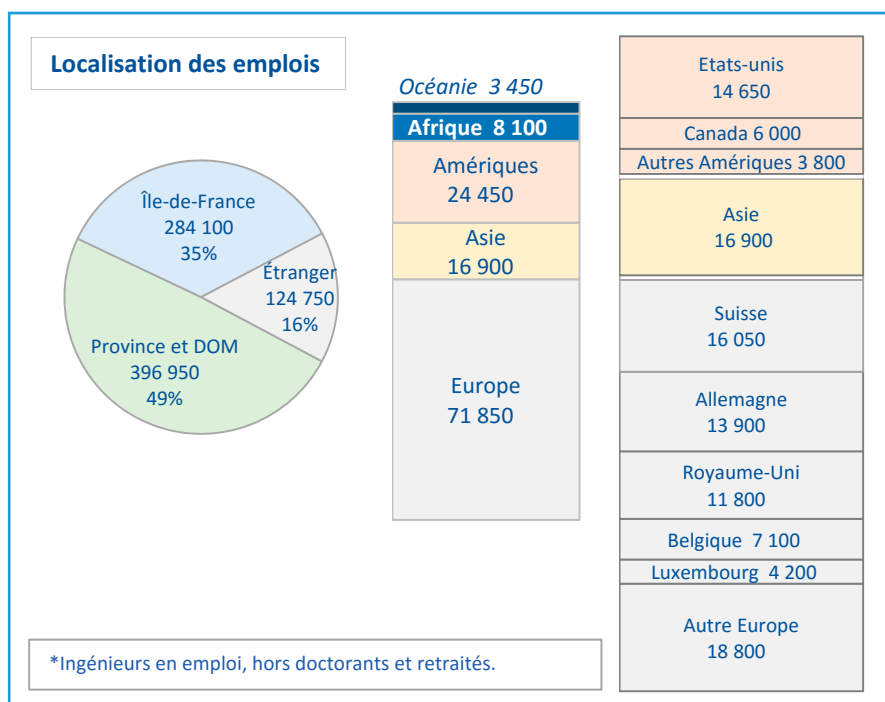 Localisation des emplois
Île-de-France
284 100
35%
Étranger
124 750
16%
Province et DOM
396 950
49%
Océanie 3 450
Afrique 8 100
Amériques
24 450
Asie
16 900
Europe
71 850
Etats-unis
14 650
Canada 6 000
Autres Amériques 3 800
Asie
16 900
Suisse
16 050
Allemagne
13 900
Royaume-Uni
11 800
Belgique 7 100
Luxembourg 4 200
Autre Europe
18 800
*Ingénieurs en emploi, hors doctorants et retraités.